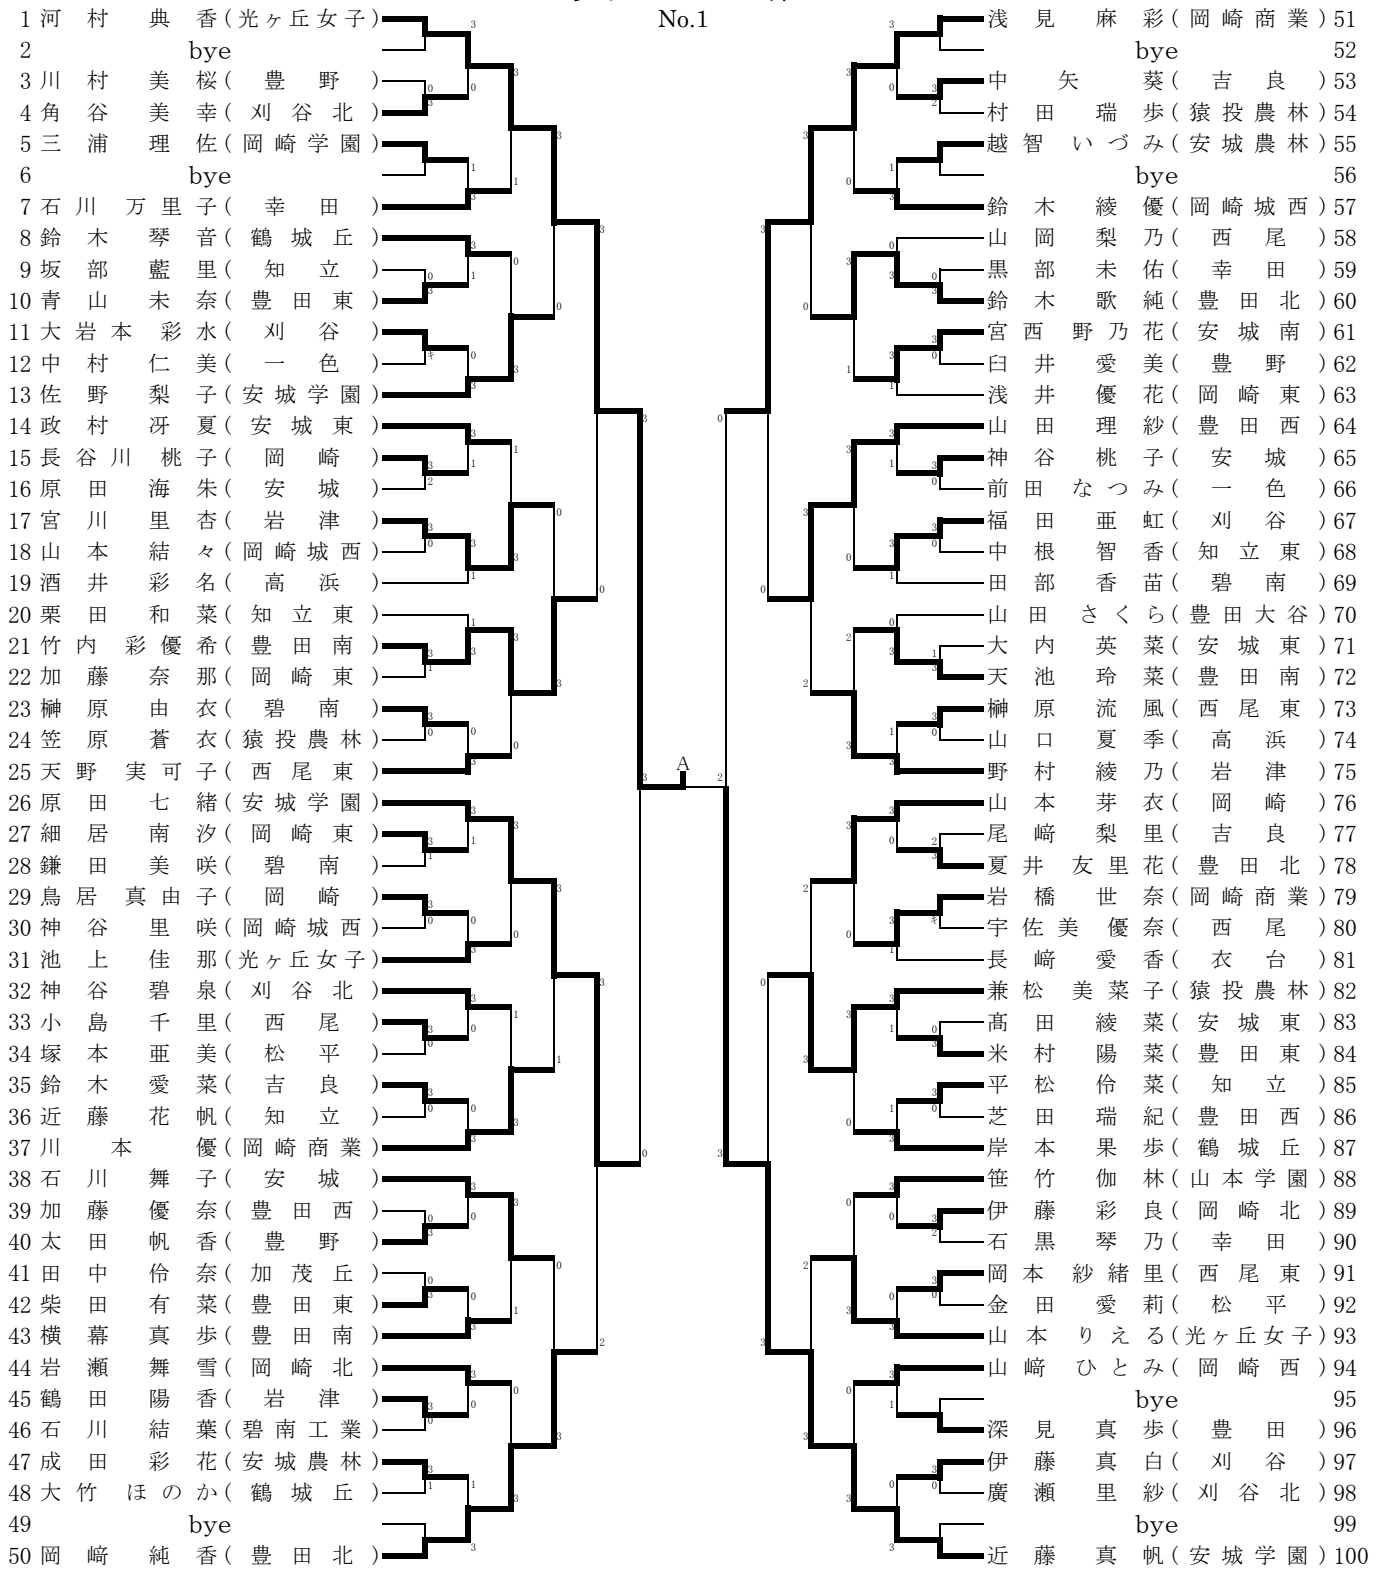 No.1
1 河村 典香(光ヶ丘女子)
2 bye
3 川村 美桜(豊野)
4 角谷 美幸(刈谷北)
5 三浦 理佐(岡崎学園)
6 bye
7 石川 万里子(幸田)
8 鈴木 琴音(鶴城丘)
9 坂部 藍里(知立)
10 青山 未奈(豊田東)
11 大岩本 彩水(刈谷)
12 中村 仁美(一色)
13 佐野 梨子(安城学園)
14 政村 冴夏(安城東)
15 長谷川 桃子(岡崎)
16 原田 海朱(安城)
17 宮川 里杏(岩津)
18 山本 結々(岡崎城西)
19 酒井 彩名(高浜)
20 栗田 和菜(知立東)
21 竹内 彩優希(豊田南)
22 加藤 奈那(岡崎東)
23 榊原 由衣(碧南)
24 笠原 蒼衣(猿投農林)
25 天野 実可子(西尾東)
26 原田 七緒(安城学園)
27 細居 南汐(岡崎東)
28 鎌田 美咲(碧南)
29 鳥居 真由子(岡崎)
30 神谷 里咲(岡崎城西)
31 池上 佳那(光ヶ丘女子)
32 神谷 碧泉(刈谷北)
33 小島 千里(西尾)
34 塚本 亜美(松平)
35 鈴木 愛菜(吉良)
36 近藤 花帆(知立)
37 川本 優(岡崎商業)
38 石川 舞子(安城)
39 加藤 優奈(豊田西)
40 太田 帆香(豊野)
41 田中 伶奈(加茂丘)
42 柴田 有菜(豊田東)
43 横幕 真歩(豊田南)
44 岩瀬 舞雪(岡崎北)
45 鶴田 陽香(岩津)
46 石川 結葉(碧南工業)
47 成田 彩花(安城農林)
48 大竹 ほのか(鶴城丘)
49 bye
50 岡﨑 純香(豊田北)
A
浅見 麻彩(岡崎商業)51
bye 52
中矢 葵(吉良)53
村田 瑞歩(猿投農林)54
越智 いづみ(安城農林)55
bye 56
鈴木 綾優(岡崎城西)57
山岡 梨乃(西尾)58
黒部 未佑(幸田)59
鈴木 歌純(豊田北)60
宮西 野乃花(安城南)61
臼井 愛美(豊野)62
浅井 優花(岡崎東)63
山田 理紗(豊田西)64
神谷 桃子(安城)65
前田 なつみ(一色)66
福田 亜虹(刈谷)67
中根 智香(知立東)68
田部 香苗(碧南)69
山田 さくら(豊田大谷)70
大内 英菜(安城東)71
天池 玲菜(豊田南)72
榊原 流風(西尾東)73
山口 夏季(高浜)74
野村 綾乃(岩津)75
山本 芽衣(岡崎)76
尾﨑 梨里(吉良)77
夏井 友里花(豊田北)78
岩橋 世奈(岡崎商業)79
宇佐美 優奈(西尾)80
長﨑 愛香(衣台)81
兼松 美菜子(猿投農林)82
髙田 綾菜(安城東)83
米村 陽菜(豊田東)84
平松 伶菜(知立)85
芝田 瑞紀(豊田西)86
岸本 果歩(鶴城丘)87
笹竹 伽林(山本学園)88
伊藤 彩良(岡崎北)89
石黒 琴乃(幸田)90
岡本 紗緒里(西尾東)91
金田 愛莉(松平)92
山本 りえる(光ヶ丘女子)93
山﨑 ひとみ(岡崎西)94
bye 95
深見 真歩(豊田)96
伊藤 真白(刈谷)97
廣瀬 里紗(刈谷北)98
bye 99
近藤 真帆(安城学園)100